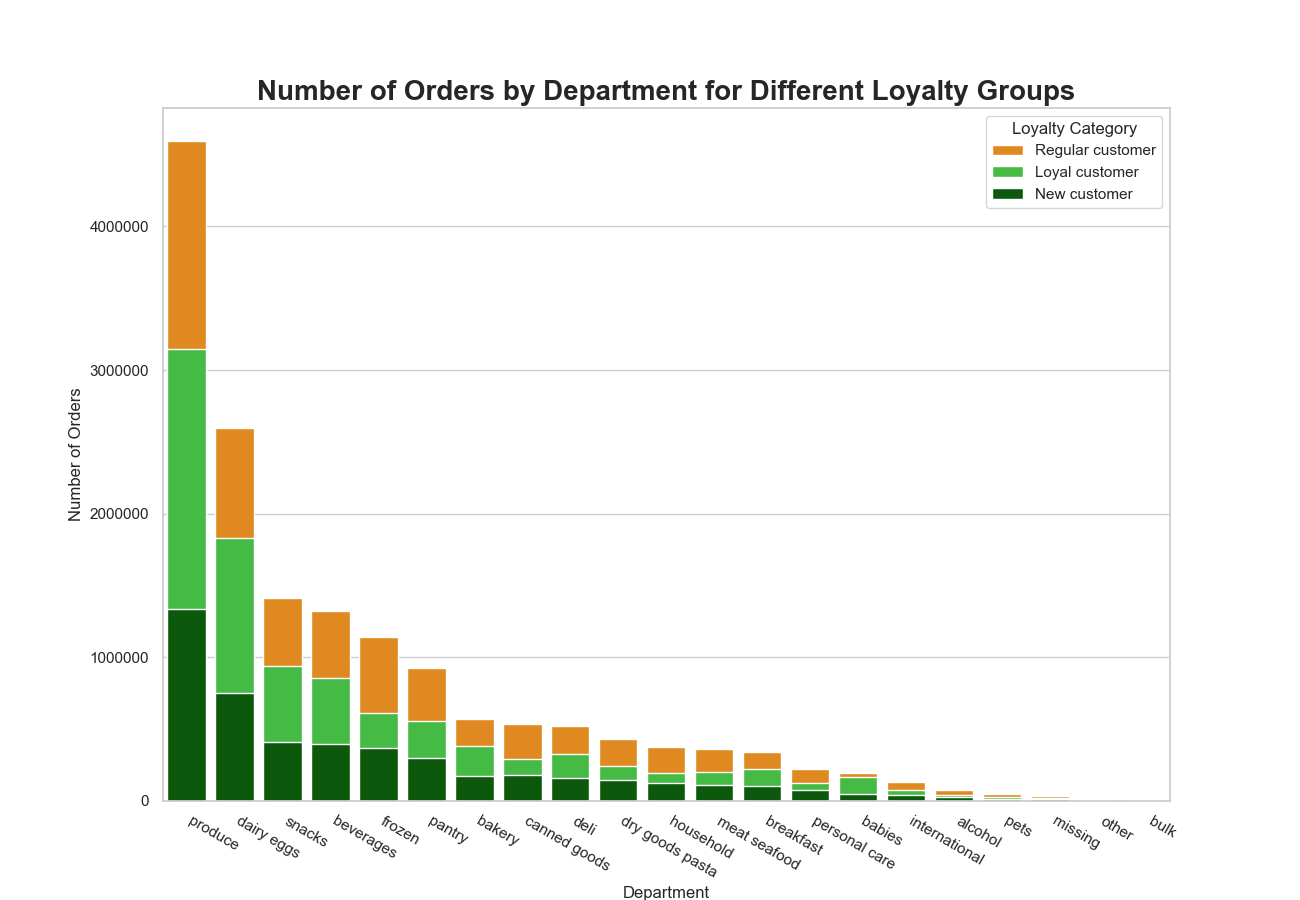 Number of Orders by Department for Different Loyalty Groups
Loyalty Category
Regular customer
Loyal customer
New customer
4000000
3000000
2000000
1000000
0
Number of Orders
produce
dairy eggs
snacks
beverages
frozen
pantry
bakery
canned goods
deli
dry goods pasta
household
meat seafood
breakfast
personal care
babies
international
alcohol
pets
missing
other
bulk
Department